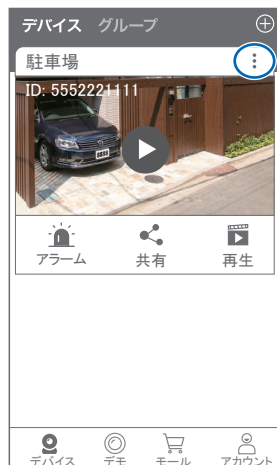 デバイス グループ
駐車場
ID: 5552221111
アラーム 共有 再生
デバイス デモ モール アカウント